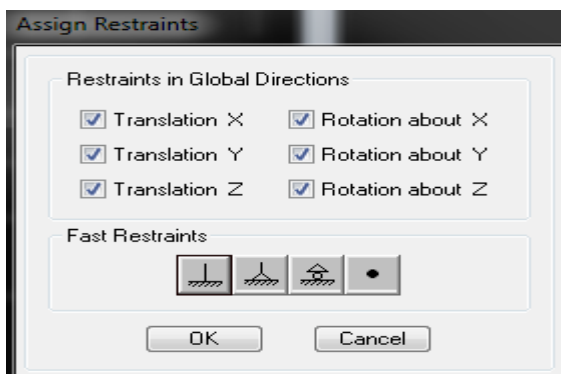 Assign Restraints
Restraints in Global Directions
Translation X Rotation about X
Translation Y Rotation about Y
Translation Z Rotation about Z
Fast Restraints
OK Cancel